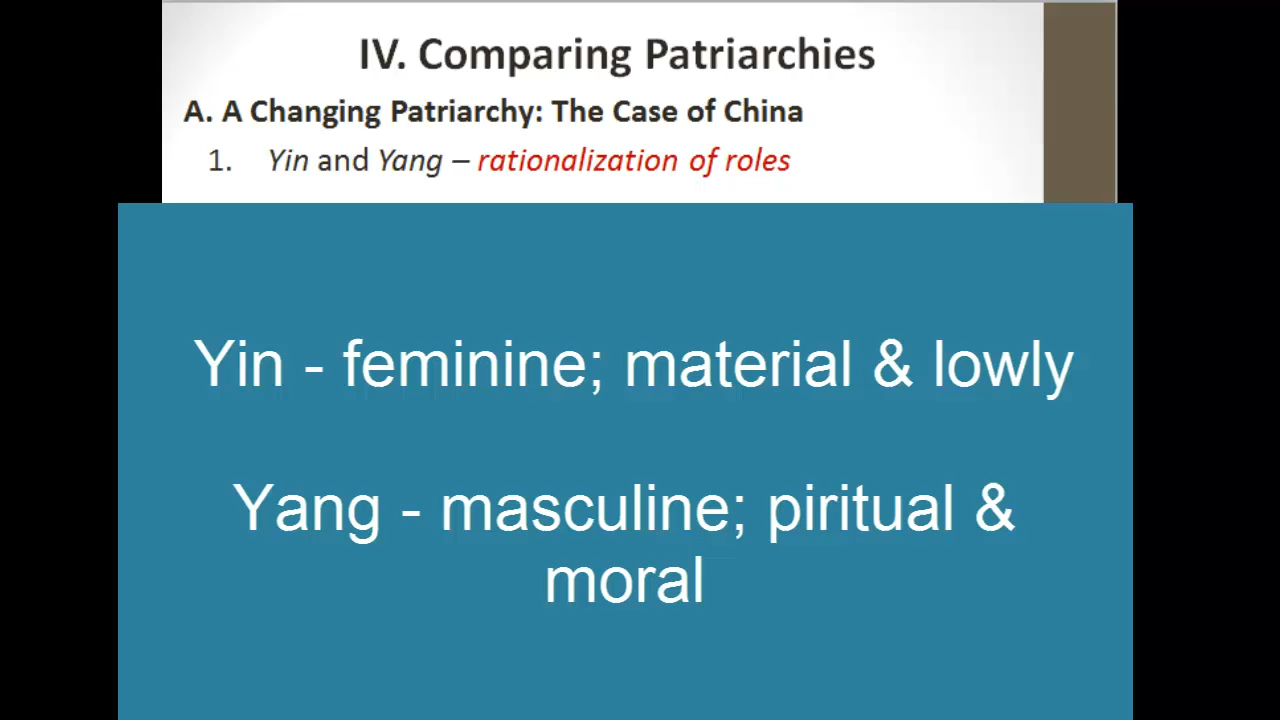 IV. Comparing Patriarchies
A. A Changing Patriarchy: The Case of China
1. Yin and Yang – rationalization of roles
Yin - feminine; material & lowly
Yang - masculine; piritual &
moral